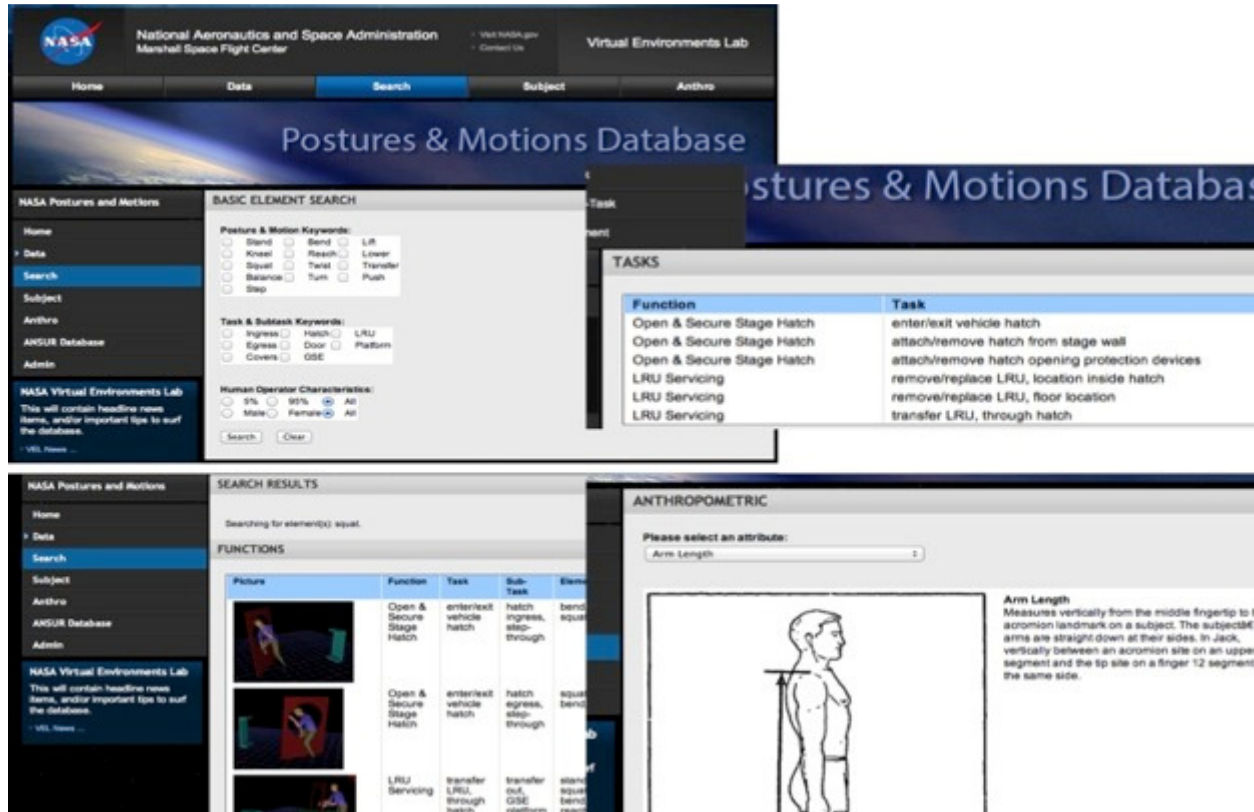 NASA
National Aeronautics and Space Administration
Marshall Space Flight Center
Visit NASA.gov
Contact Us
Virtual Environments Lab
Home Data Search Subject Anthro
Postures & Motions Database
NASA Postures and Motions
Home
Data
Search
Subject
Anthro
ANSUR Database
Admin
NASA Virtual Environments Lab
This will contain headline news
items, and/or important tips to surf
the database.
- VEL News ...
BASIC ELEMENT SEARCH
Posture & Motion Keywords:
Stand Bend Lift
Kneel Reach Lower
Squat Twist Transfer
Balance Turn Push
Step
Task & Subtask Keywords:
Ingress Hatch LRU
Egress Door Platform
Covers GSE
Human Operator Characteristics:
5% 95% All
Male Female All
Search Clear
-Task
stures & Motions Databas
TASKS
Function Task
Open & Secure Stage Hatch enter/exit vehicle hatch
Open & Secure Stage Hatch attach/remove hatch from stage wall
Open & Secure Stage Hatch attach/remove hatch opening protection devices
LRU Servicing remove/replace LRU, location inside hatch
LRU Servicing remove/replace LRU, floor location
LRU Servicing transfer LRU, through hatch
NASA Postures and Motions
Home
Data
Search
Subject
Anthro
ANSUR Database
Admin
NASA Virtual Environments Lab
This will contain headline news
items, and/or important tips to surf
the database.
- VEL News ...
SEARCH RESULTS
Searching for element(s): squat.
FUNCTIONS
Picture Function Task Sub-Task Eleme
Open & Secure Stage Hatch enter/exit vehicle hatch hatch ingress, step-through bend squat
Open & Secure Stage Hatch enter/exit vehicle hatch hatch egress, step-through squat bend
LRU Servicing transfer LRU, through hatch transfer out, GSE platform stand squat bend
ANTHROPOMETRIC
Please select an attribute:
Arm Length
Arm Length
Measures vertically from the middle fingertip to
acromion landmark on a subject. The subjectâ€
arms are straight down at their sides. In Jack,
vertically between an acromion site on an upper
segment and the tip site on a finger 12 segment
the same side.